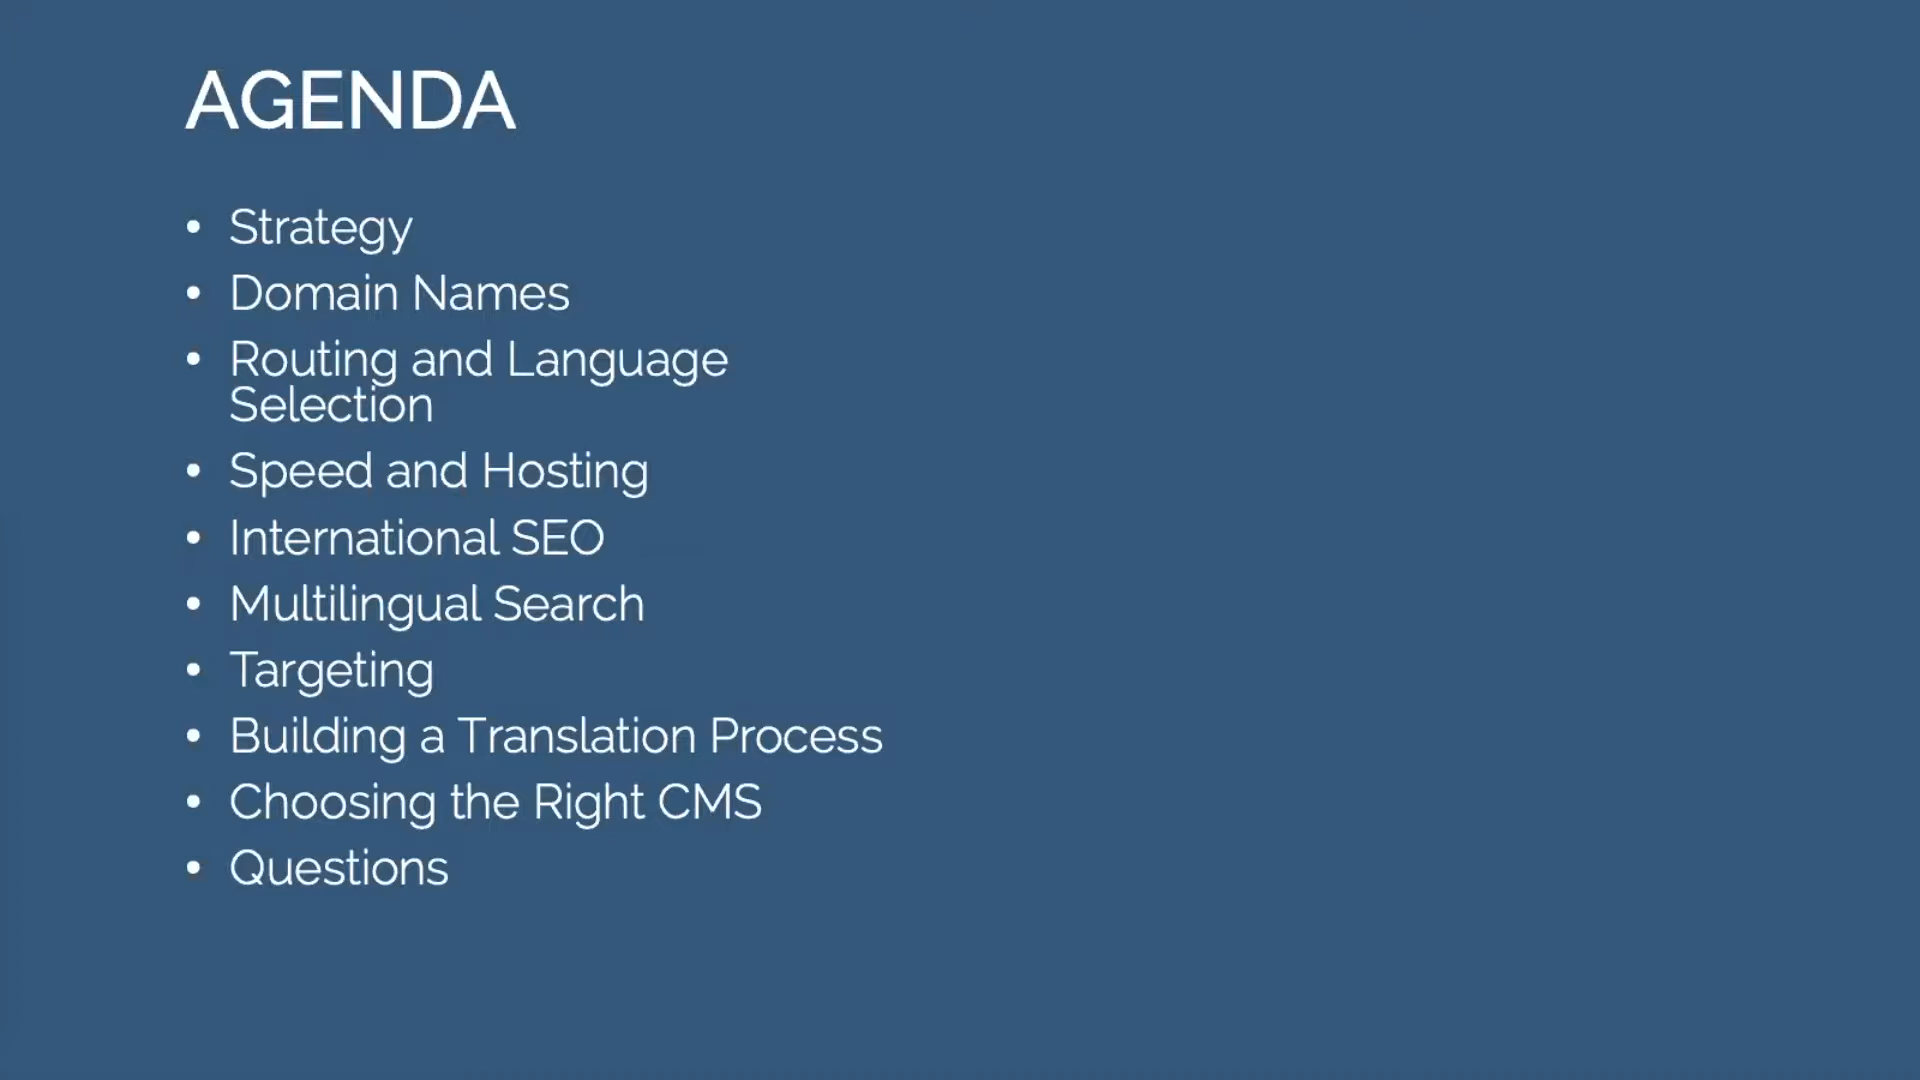 AGENDA
• Strategy
• Domain Names
• Routing and Language
Selection
• Speed and Hosting
• International SEO
• Multilingual Search
• Targeting
• Building a Translation Process
• Choosing the Right CMS
• Questions